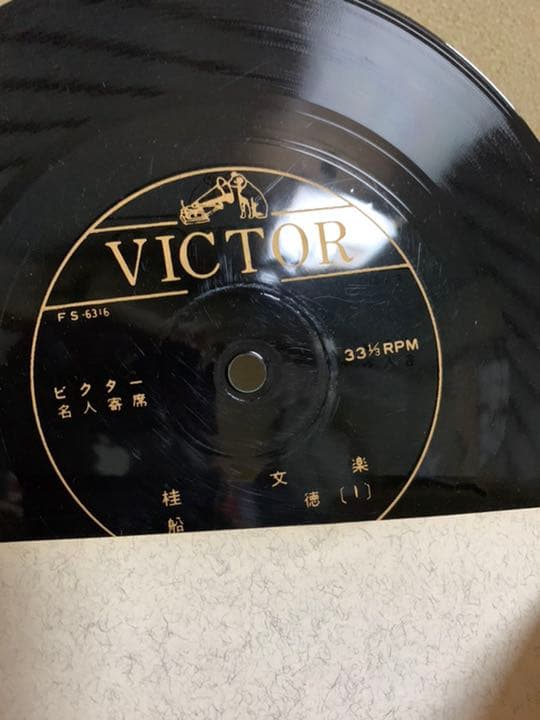 VICTOR
FS-6316
33⅓RPM
ビクター
名人寄席
桂 文 楽
船 徳〔1〕